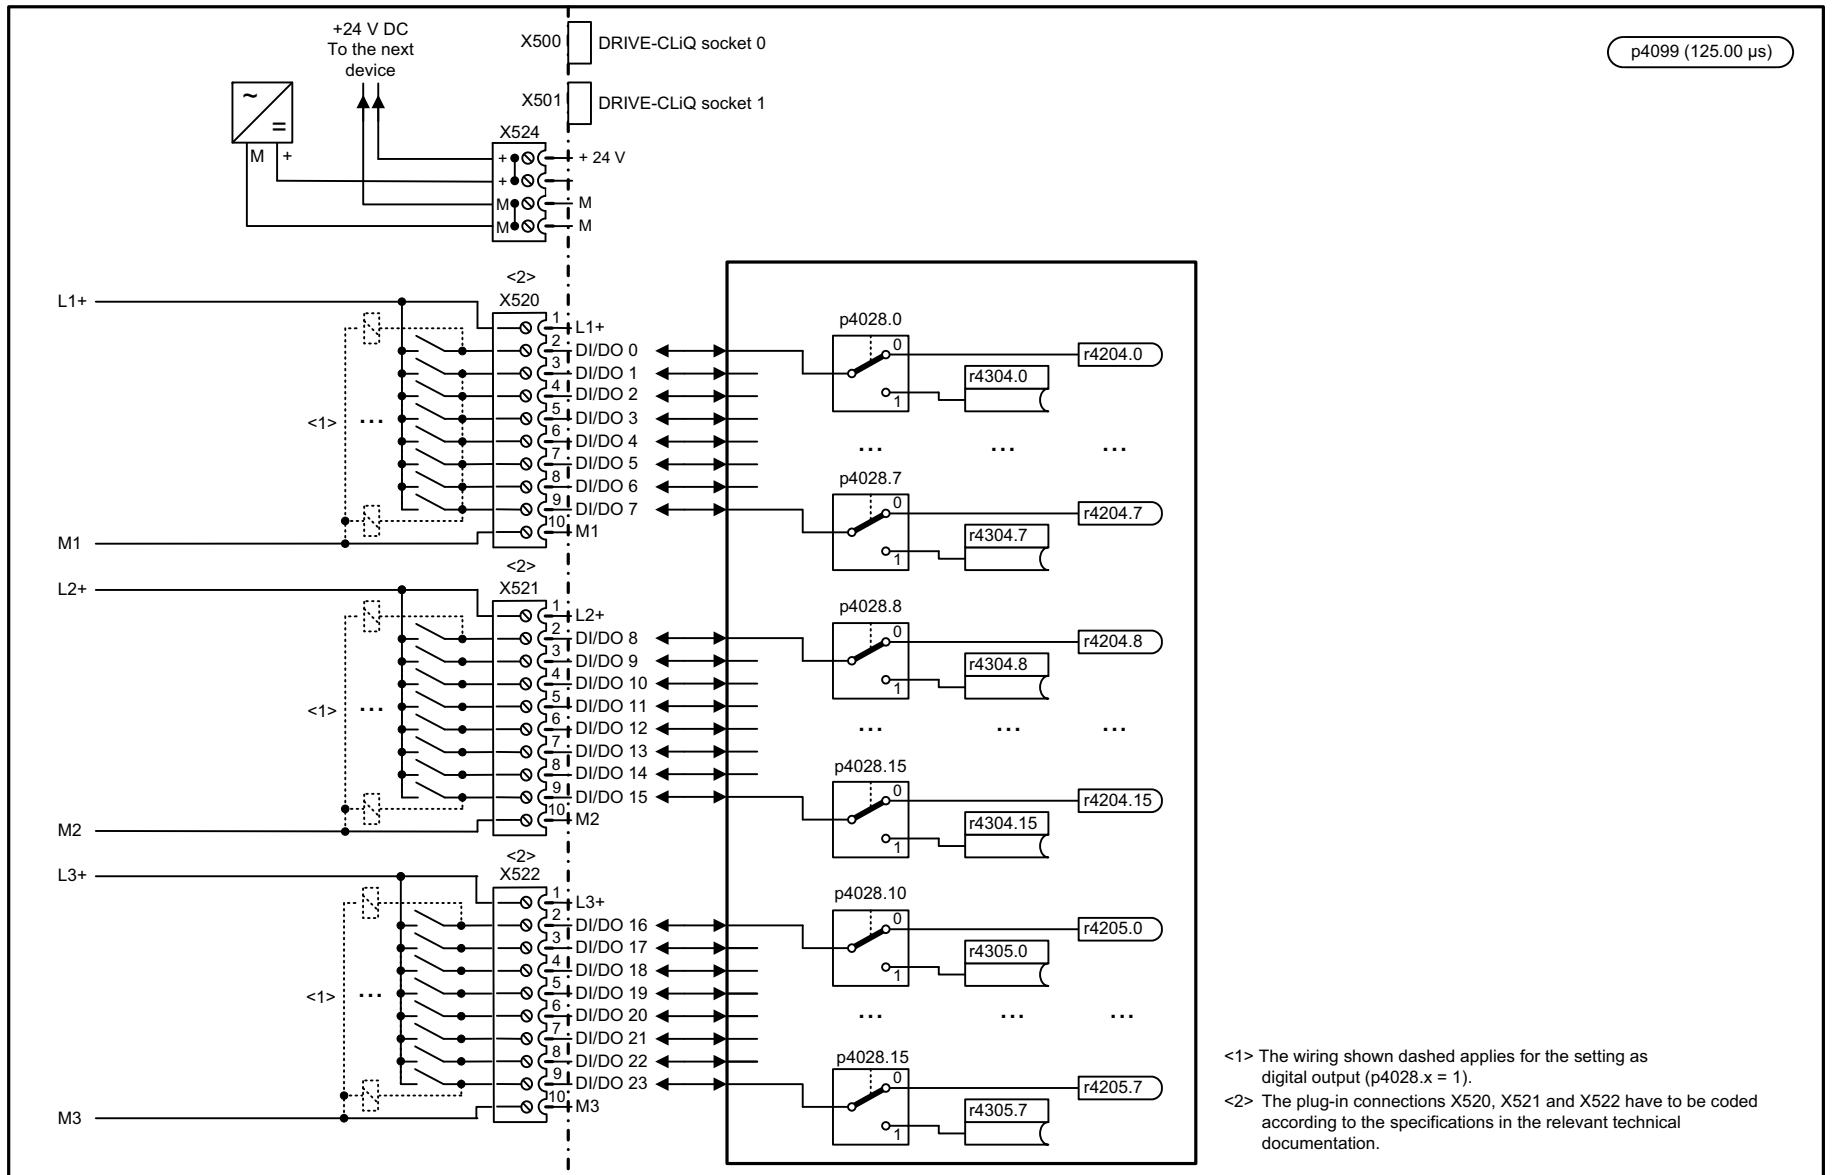 +24 V DC
To the next
device
X500
DRIVE-CLiQ socket 0
p4099 (125.00 µs)
X501
DRIVE-CLiQ socket 1
~
=
M
+
X524
+
+ 24 V
+
M
M
M
M
<2>
X520
L1+
1
L1+
2
DI/DO 0
3
DI/DO 1
4
DI/DO 2
5
DI/DO 3
<1>
...
6
DI/DO 4
7
DI/DO 5
8
DI/DO 6
9
DI/DO 7
10
M1
M1
p4028.0
0
1
r4204.0
r4304.0
...
...
...
p4028.7
0
1
r4204.7
r4304.7
<2>
X521
L2+
1
L2+
2
DI/DO 8
3
DI/DO 9
4
DI/DO 10
5
DI/DO 11
<1>
...
6
DI/DO 12
7
DI/DO 13
8
DI/DO 14
9
DI/DO 15
10
M2
M2
p4028.8
0
1
r4204.8
r4304.8
...
...
...
p4028.15
0
1
r4204.15
r4304.15
<2>
X522
L3+
1
L3+
2
DI/DO 16
3
DI/DO 17
4
DI/DO 18
5
DI/DO 19
<1>
...
6
DI/DO 20
7
DI/DO 21
8
DI/DO 22
9
DI/DO 23
10
M3
M3
p4028.10
0
1
r4205.0
r4305.0
...
...
...
p4028.15
0
1
r4205.7
r4305.7
<1> The wiring shown dashed applies for the setting as
digital output (p4028.x = 1).
<2> The plug-in connections X520, X521 and X522 have to be coded
according to the specifications in the relevant technical
documentation.